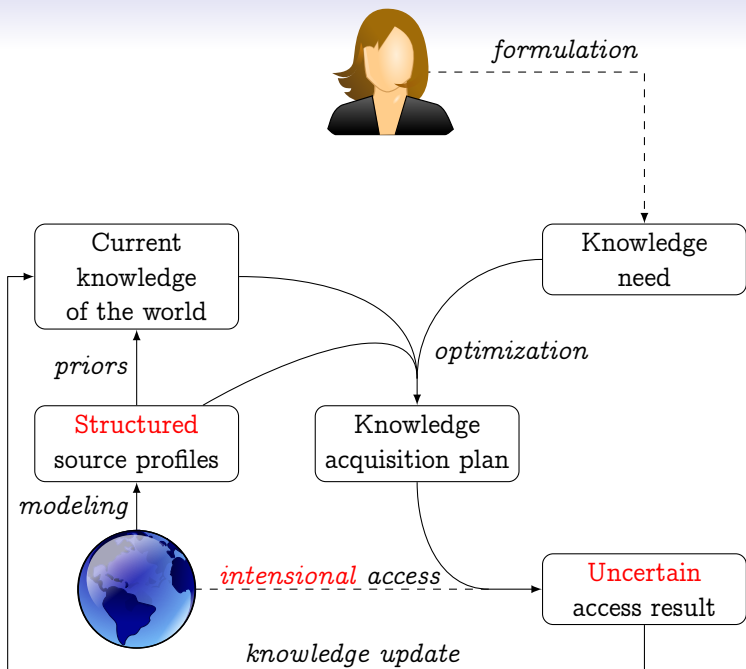 formulation
Current
knowledge
of the world
Knowledge
need
priors
optimization
Structured
source profiles
Knowledge
acquisition plan
modeling
intensional access
Uncertain
access result
knowledge update